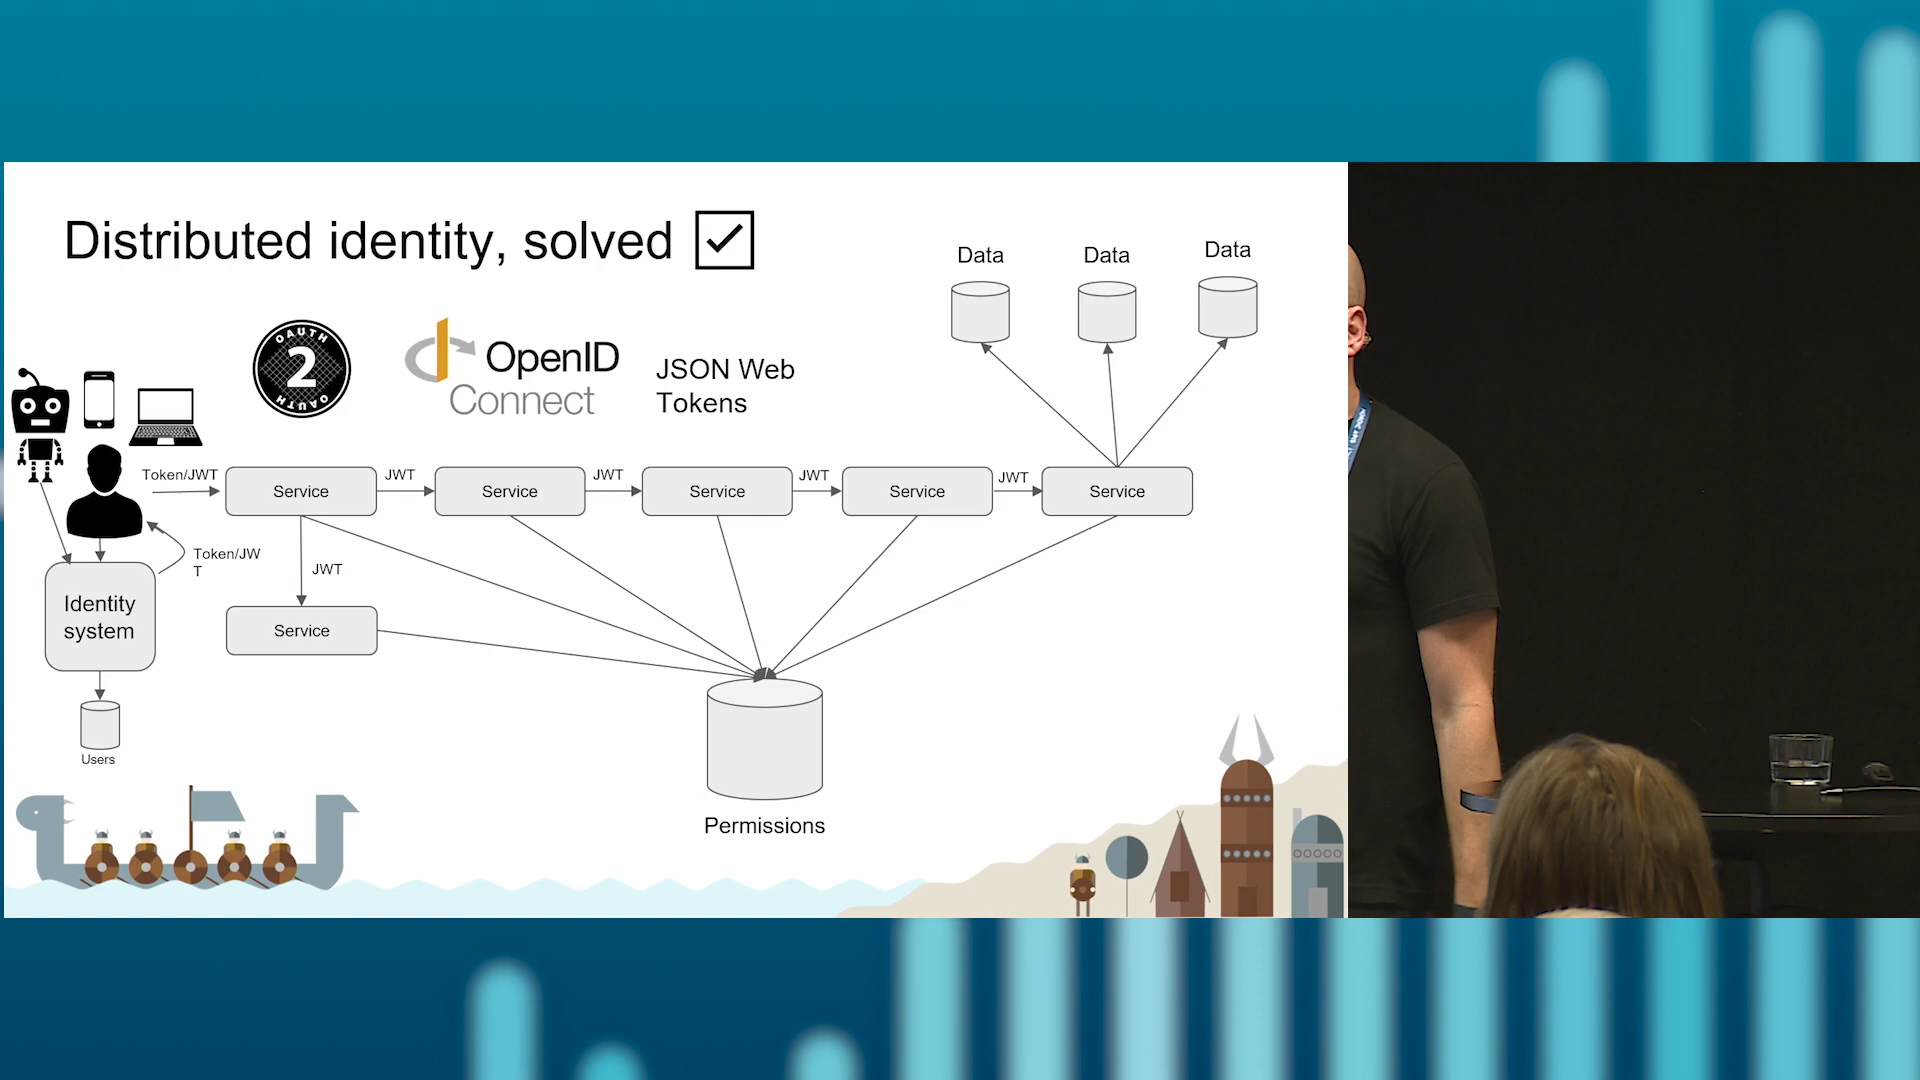 Distributed identity, solved
Data
Data
Data
OAUTH
2
OAUTH
OpenID
Connect
JSON Web
Tokens
Token/JWT
Service
JWT
Service
JWT
Service
JWT
Service
JWT
Service
Token/JW
T
JWT
Identity
system
Service
Users
Permissions